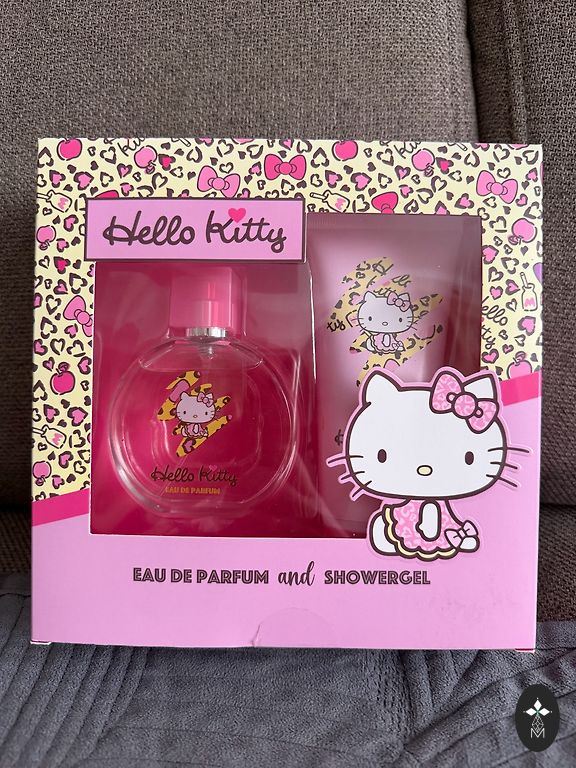 Hello Kitty
Hello Kitty
EAU DE PARFUM
EAU DE PARFUM and SHOWERGEL
M